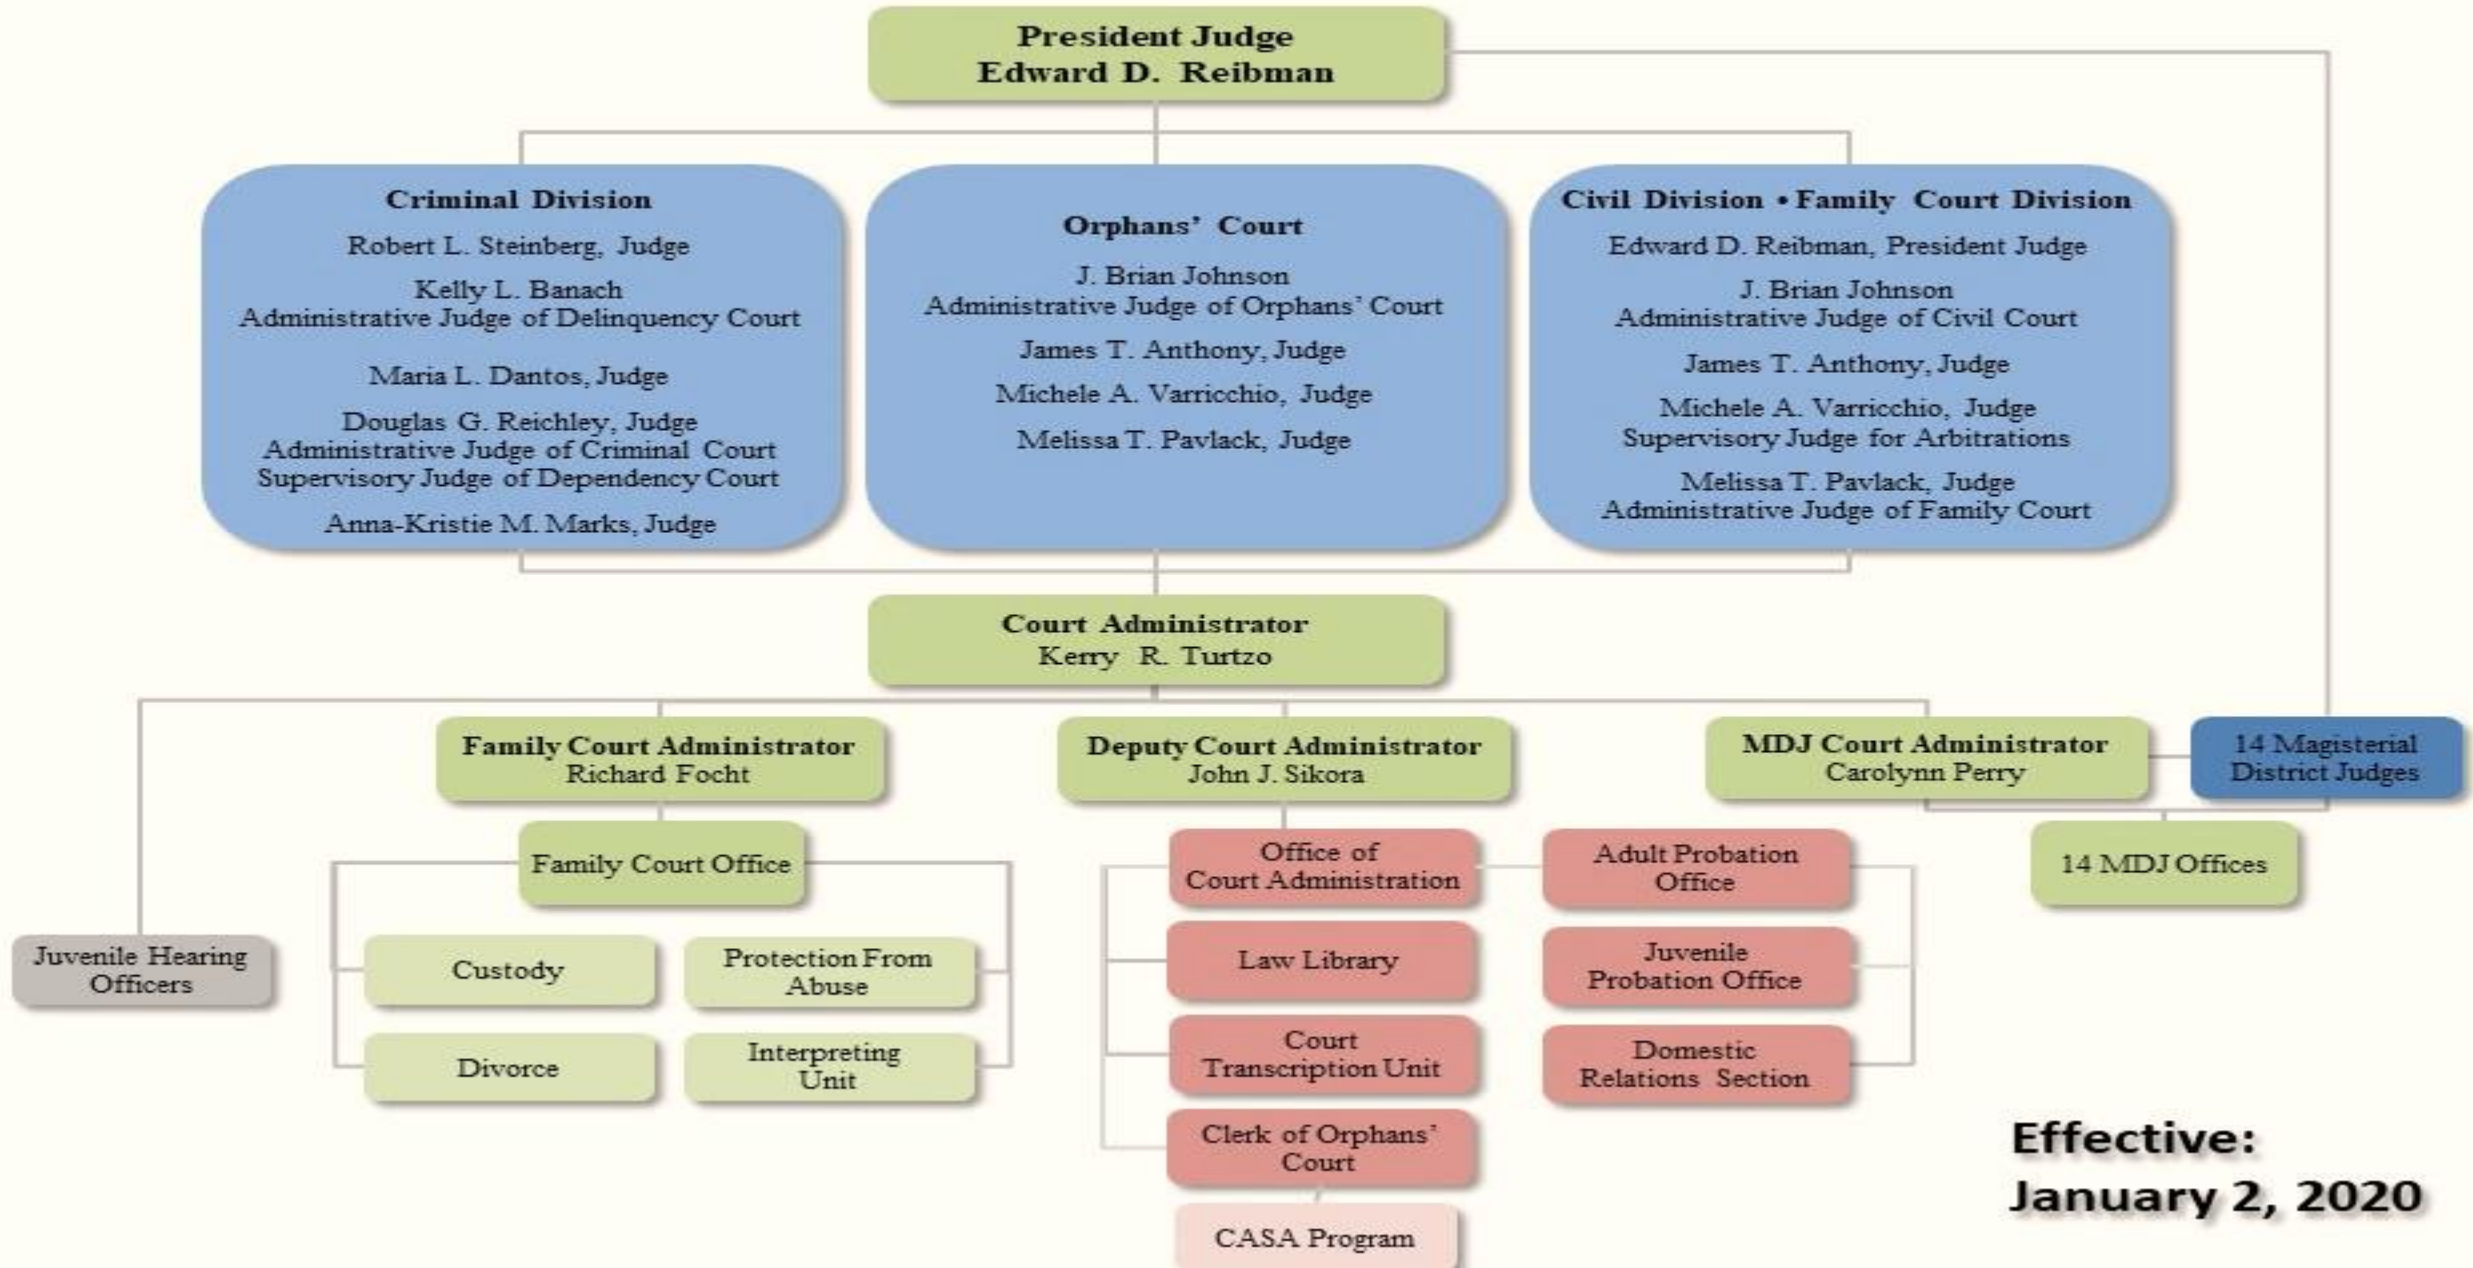 President Judge
Edward D. Reibman
Criminal Division
Robert L. Steinberg, Judge
Kelly L. Banach
Administrative Judge of Delinquency Court
Maria L. Dantos, Judge
Douglas G. Reichley, Judge
Administrative Judge of Criminal Court
Supervisory Judge of Dependency Court
Anna-Kristie M. Marks, Judge
Orphans’ Court
J. Brian Johnson
Administrative Judge of Orphans’ Court
James T. Anthony, Judge
Michele A. Varricchio, Judge
Melissa T. Pavlack, Judge
Civil Division • Family Court Division
Edward D. Reibman, President Judge
J. Brian Johnson
Administrative Judge of Civil Court
James T. Anthony, Judge
Michele A. Varricchio, Judge
Supervisory Judge for Arbitrations
Melissa T. Pavlack, Judge
Administrative Judge of Family Court
Court Administrator
Kerry R. Turtzo
Family Court Administrator
Richard Focht
Deputy Court Administrator
John J. Sikora
MDJ Court Administrator
Carolynn Perry
14 Magisterial
District Judges
Family Court Office
Office of
Court Administration
Adult Probation
Office
14 MDJ Offices
Juvenile Hearing
Officers
Custody
Protection From
Abuse
Law Library
Juvenile
Probation Office
Divorce
Interpreting
Unit
Court
Transcription Unit
Domestic
Relations Section
Clerk of Orphans’
Court
CASA Program
Effective:
January 2, 2020